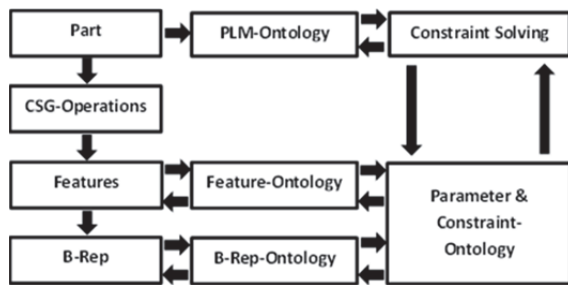 Part
PLM-Ontology
Constraint Solving
CSG-Operations
Features
Feature-Ontology
Parameter &
Constraint-
Ontology
B-Rep
B-Rep-Ontology